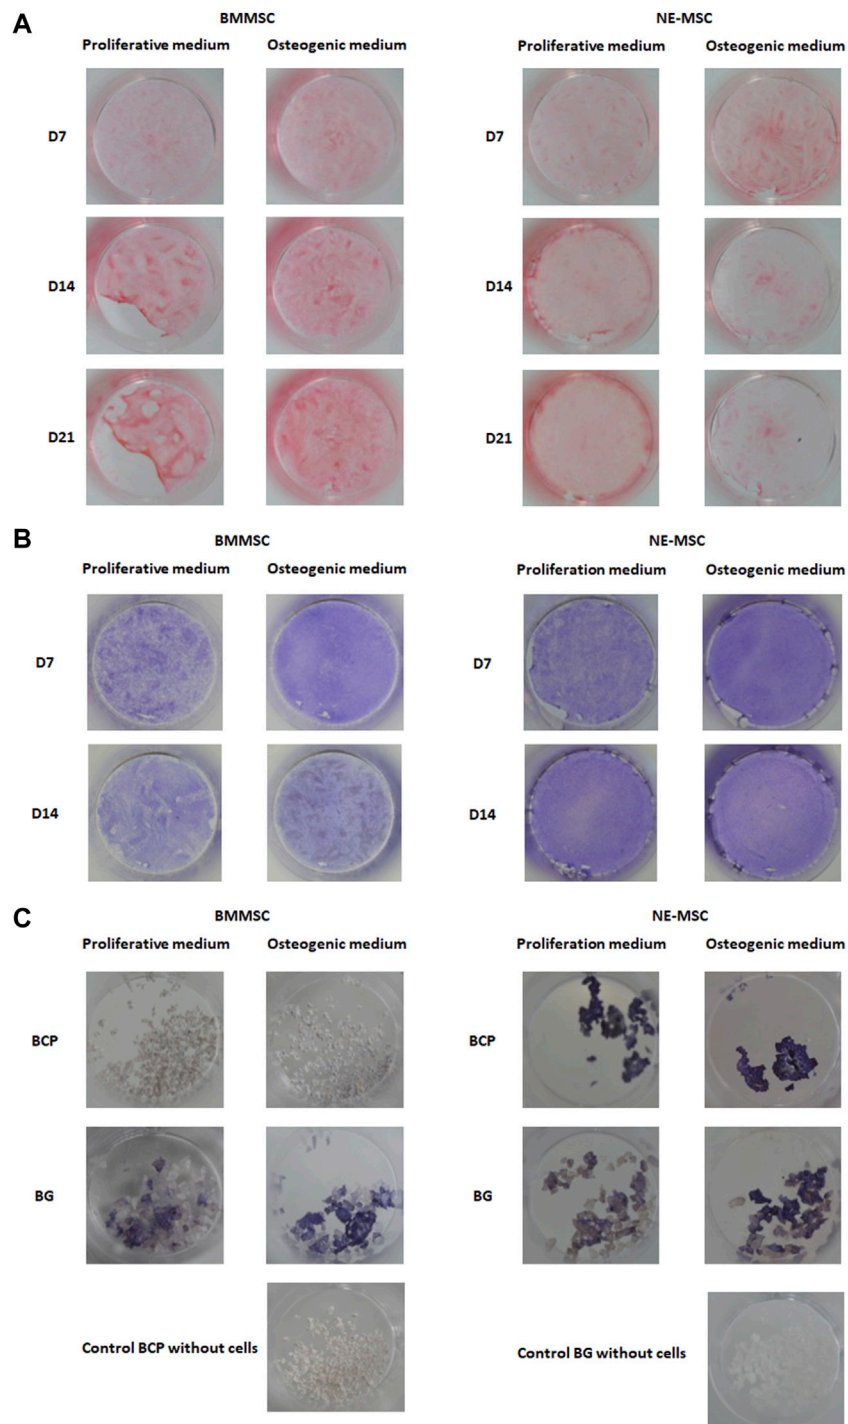 A
BMMSC
NE-MSC
Proliferative medium
Osteogenic medium
Proliferative medium
Osteogenic medium
D7
D7
D14
D14
D21
D21
B
BMMSC
NE-MSC
Proliferative medium
Osteogenic medium
Proliferation medium
Osteogenic medium
D7
D7
D14
D14
C
BMMSC
NE-MSC
Proliferative medium
Osteogenic medium
Proliferation medium
Osteogenic medium
BCP
BCP
BG
BG
Control BCP without cells
Control BG without cells